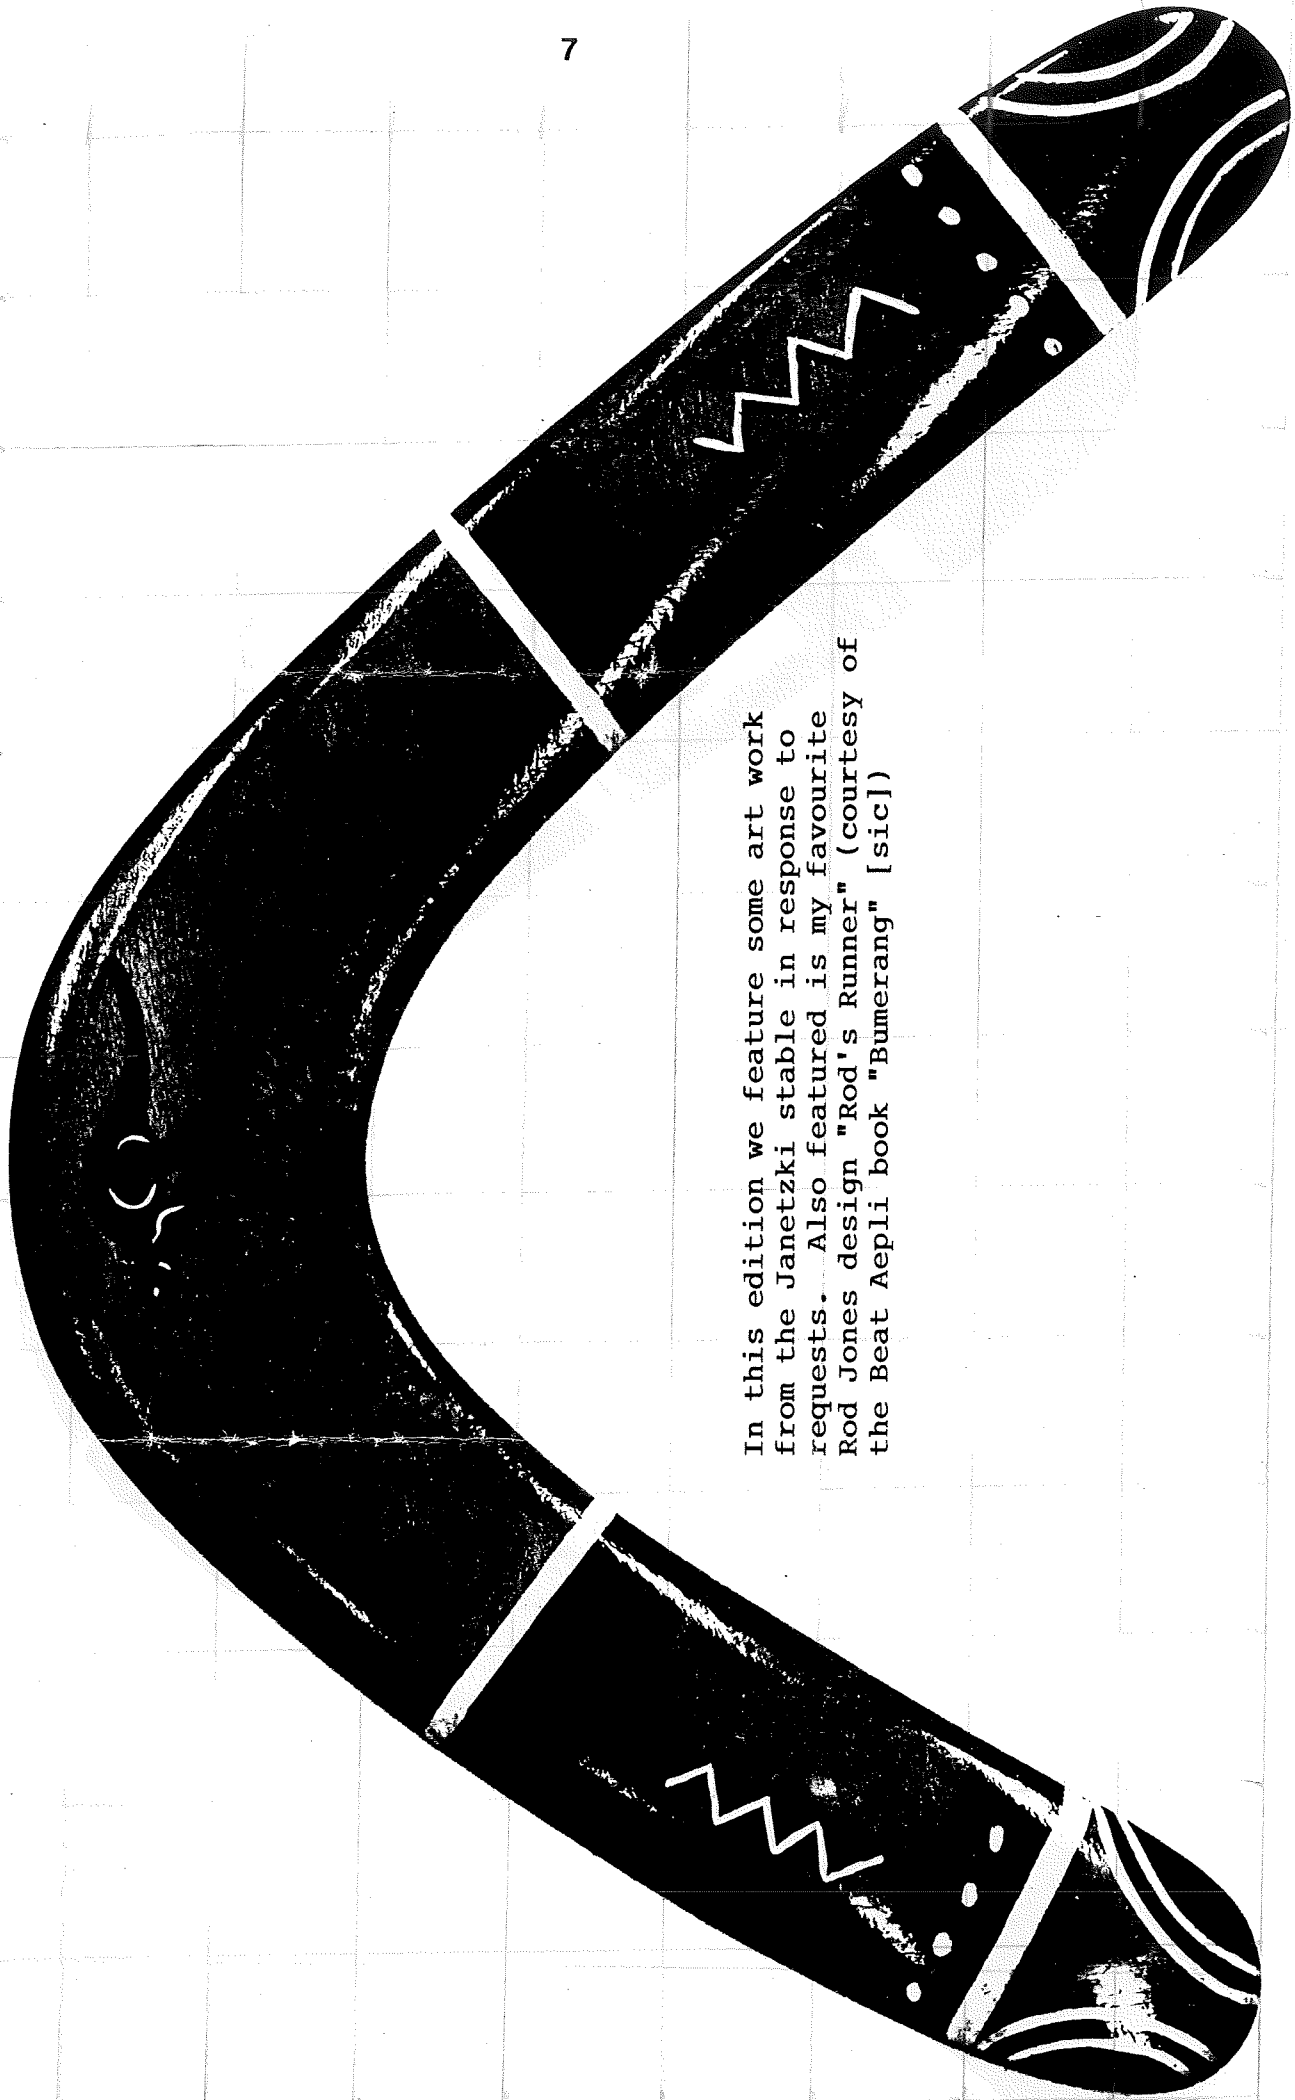 7
In this edition we feature some art work
from the Janetzki stable in response to
requests. Also featured is my favourite
Rod Jones design "Rod's Runner" (courtesy of
the Beat Aepli book "Bumerang" [sic])